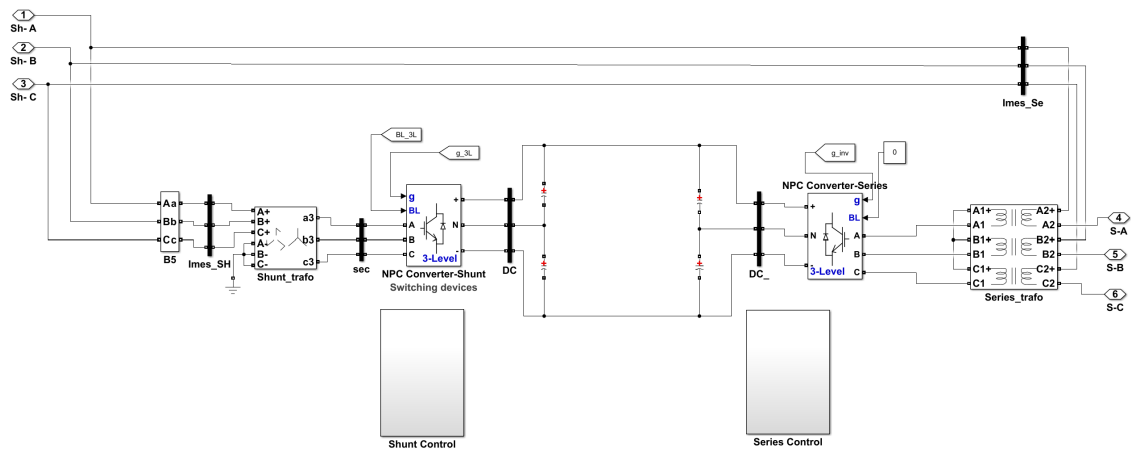 1
Sh- A
2
Sh- B
3
Sh- C
Imes_Se
BL_3L
g_3L
g_inv
0
NPC Converter-Series
Aa
Bb
Cc
B5
Imes_SH
A+
B+
C+
A-
B-
C-
a3
b3
c3
Shunt_trafo
sec
g
BL
A
B
C
+
N
-
3-Level
NPC Converter-Shunt
Switching devices
DC
DC_
+
N
-
g
BL
A
B
C
3-Level
A1+
A1
B1+
B1
C1+
C1
A2+
A2
B2+
B2
C2+
C2
Series_trafo
4
S-A
5
S-B
6
S-C
Shunt Control
Series Control